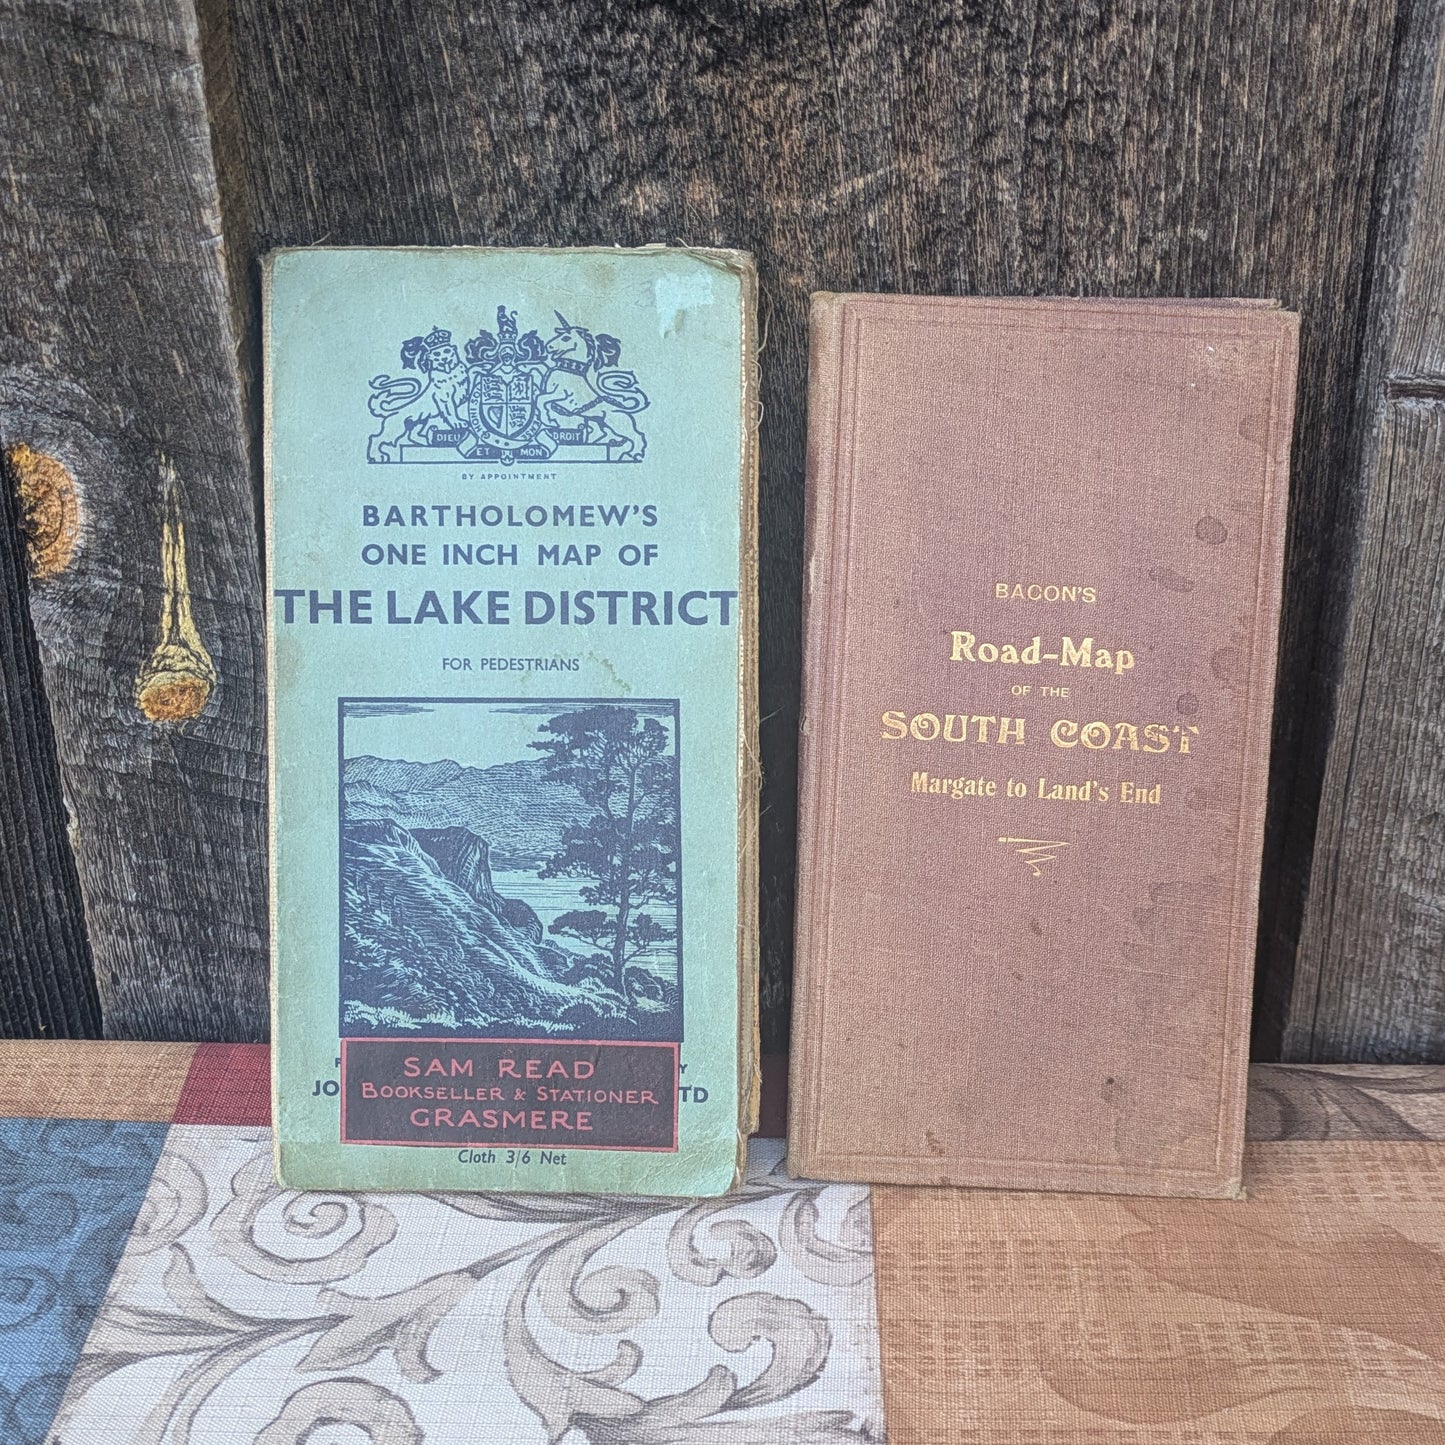 DIEU ET MON DROIT
BY APPOINTMENT
BARTHOLOMEW'S
ONE INCH MAP OF
THE LAKE DISTRICT
FOR PEDESTRIANS
SAM READ
BOOKSELLER & STATIONER
GRASMERE
Cloth 3/6 Net
BACON'S
Road-Map
OF THE
SOUTH COAST
Margate to Land's End